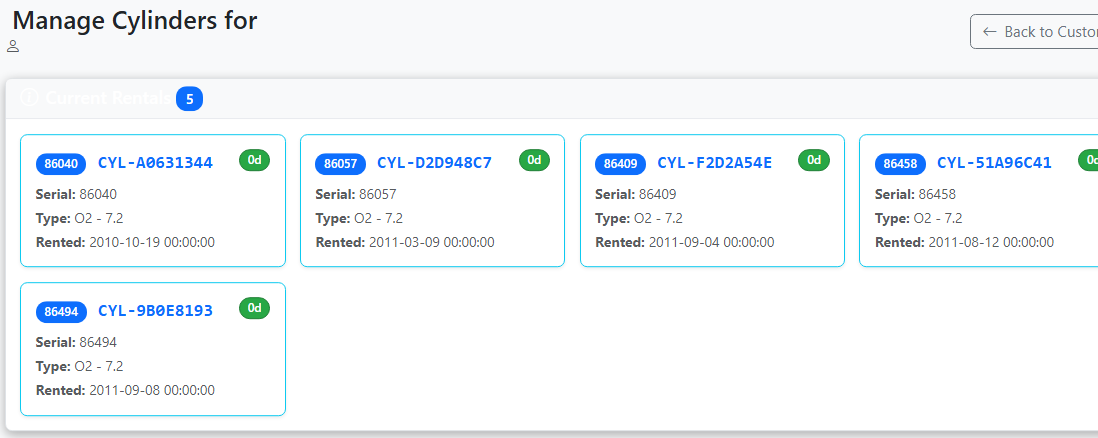 Manage Cylinders for
← Back to Custo
Current Rentals 5
86040 CYL-A0631344 0d
Serial: 86040
Type: O2 - 7.2
Rented: 2010-10-19 00:00:00
86057 CYL-D2D948C7 0d
Serial: 86057
Type: O2 - 7.2
Rented: 2011-03-09 00:00:00
86409 CYL-F2D2A54E 0d
Serial: 86409
Type: O2 - 7.2
Rented: 2011-09-04 00:00:00
86458 CYL-51A96C41 0d
Serial: 86458
Type: O2 - 7.2
Rented: 2011-08-12 00:00:00
86494 CYL-9B0E8193 0d
Serial: 86494
Type: O2 - 7.2
Rented: 2011-09-08 00:00:00